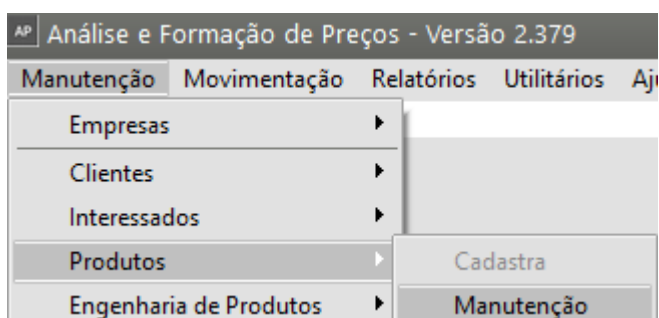 AP Análise e Formação de Preços - Versão 2.379
Manutenção Movimentação Relatórios Utilitários Aj
Empresas
Clientes
Interessados
Produtos Cadastra
Engenharia de Produtos Manutenção